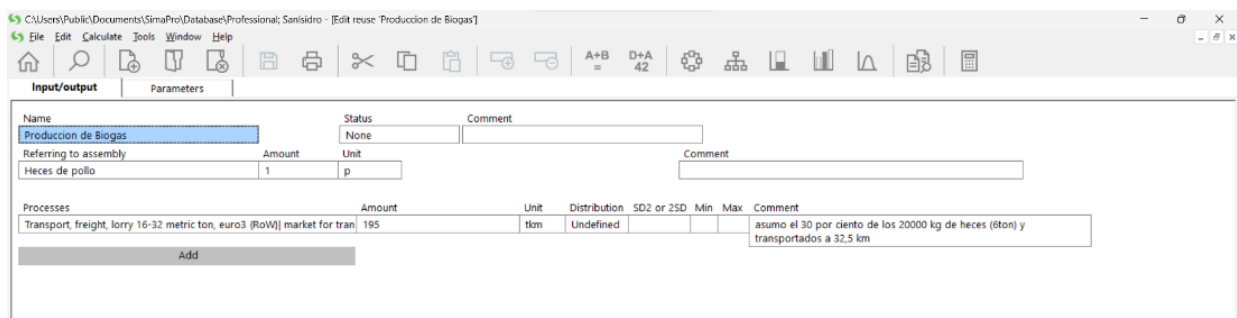 C:\Users\Public\Documents\SimaPro\Database\Professional; SanIsidro - [Edit reuse 'Produccion de Biogas']
File Edit Calculate Tools Window Help
A+B
=
D+A
42
Input/output Parameters
Name Status Comment
Produccion de Biogas None
Referring to assembly Amount Unit Comment
Heces de pollo 1 p
Processes Amount Unit Distribution SD2 or 2SD Min Max Comment
Transport, freight, lorry 16-32 metric ton, euro3 {RoW}| market for tran 195 tkm Undefined asumo el 30 por ciento de los 20000 kg de heces (6ton) y
transportados a 32,5 km
Add